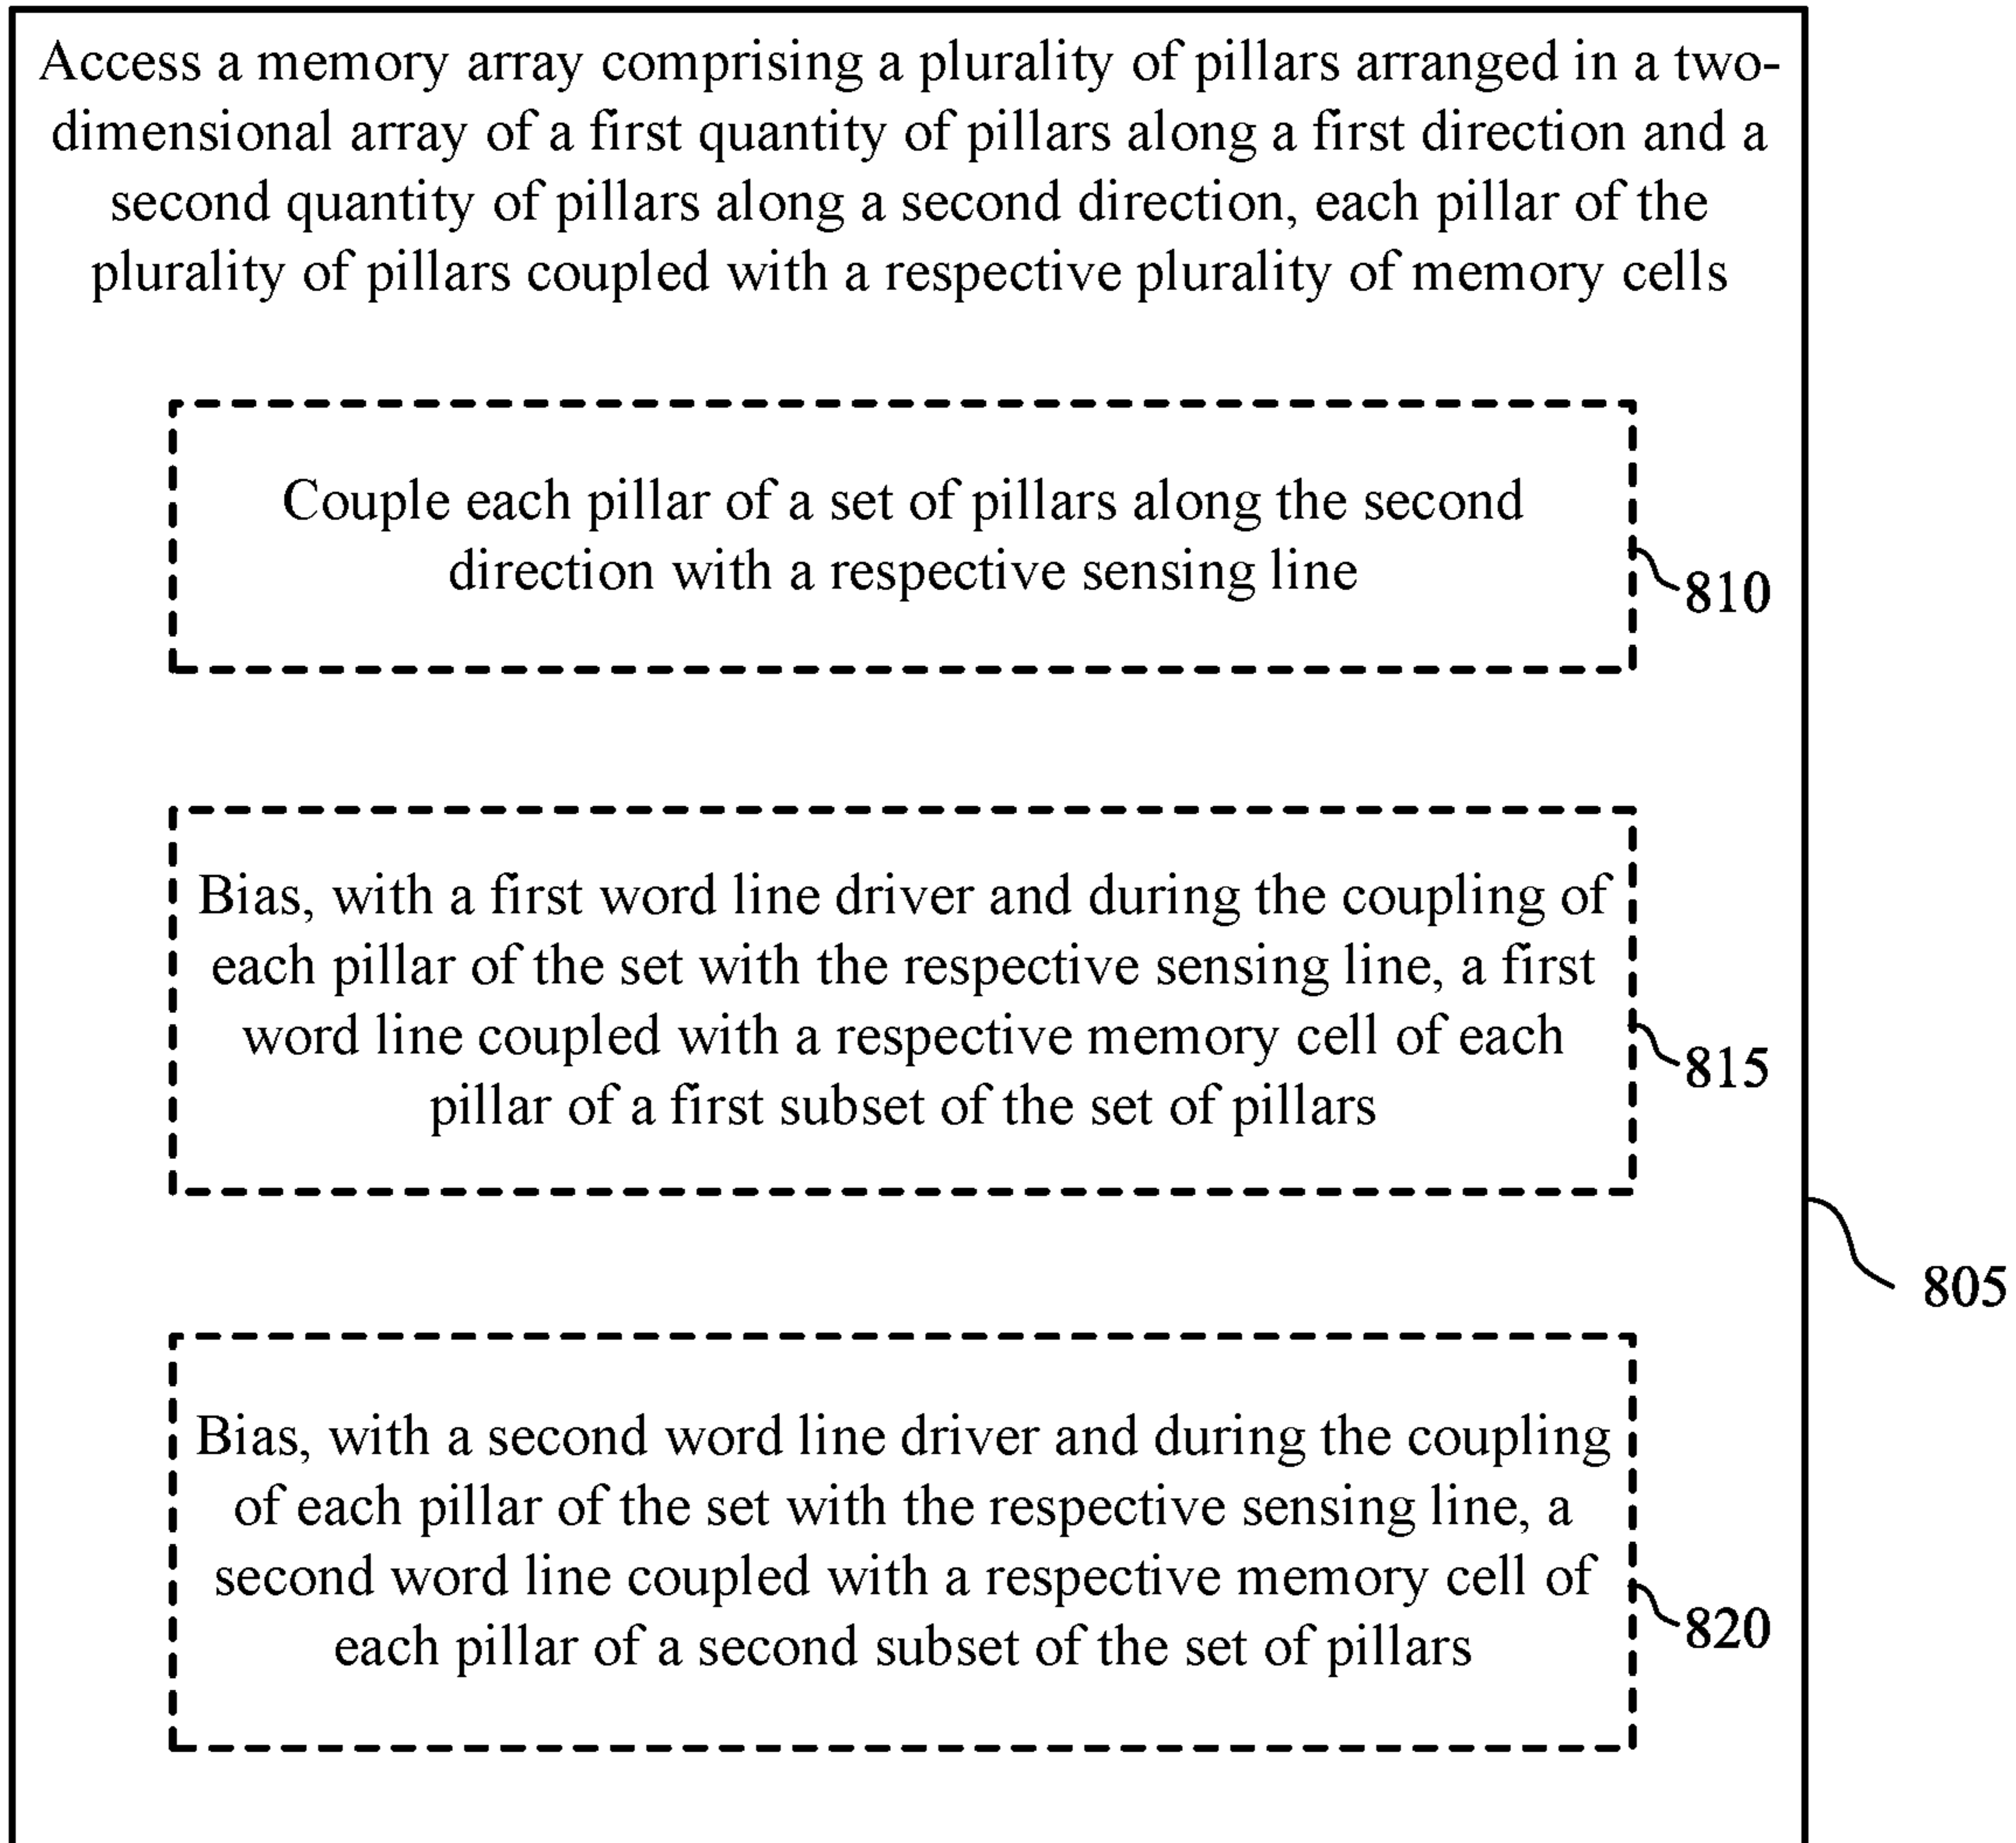 Access a memory array comprising a plurality of pillars arranged in a two-
dimensional array of a first quantity of pillars along a first direction and a
second quantity of pillars along a second direction, each pillar of the
plurality of pillars coupled with a respective plurality of memory cells
Couple each pillar of a set of pillars along the second
direction with a respective sensing line
810
Bias, with a first word line driver and during the coupling of
each pillar of the set with the respective sensing line, a first
word line coupled with a respective memory cell of each
pillar of a first subset of the set of pillars
815
805
Bias, with a second word line driver and during the coupling
of each pillar of the set with the respective sensing line, a
second word line coupled with a respective memory cell of
each pillar of a second subset of the set of pillars
820